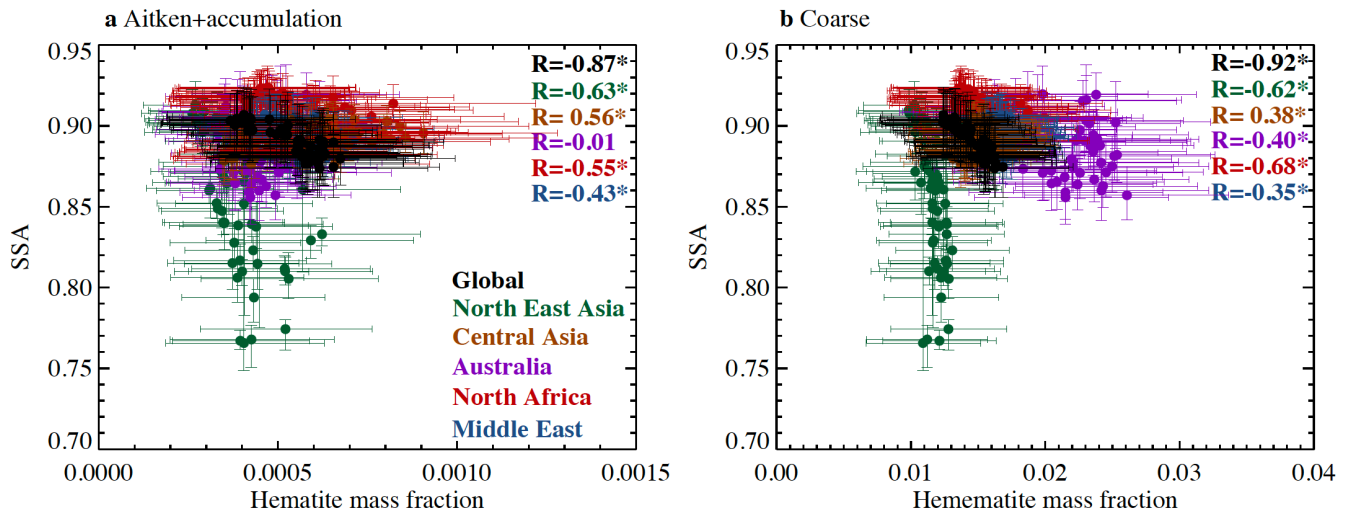 a Aitken+accumulation
0.95
0.90
0.85
0.80
0.75
0.70
SSA
R=-0.87*
R=-0.63*
R= 0.56*
R=-0.01
R=-0.55*
R=-0.43*
Global
North East Asia
Central Asia
Australia
North Africa
Middle East
0.0000
0.0005
0.0010
0.0015
Hematite mass fraction
b Coarse
0.95
0.90
0.85
0.80
0.75
0.70
SSA
R=-0.92*
R=-0.62*
R= 0.38*
R=-0.40*
R=-0.68*
R=-0.35*
0.00
0.01
0.02
0.03
0.04
Hemematite mass fraction